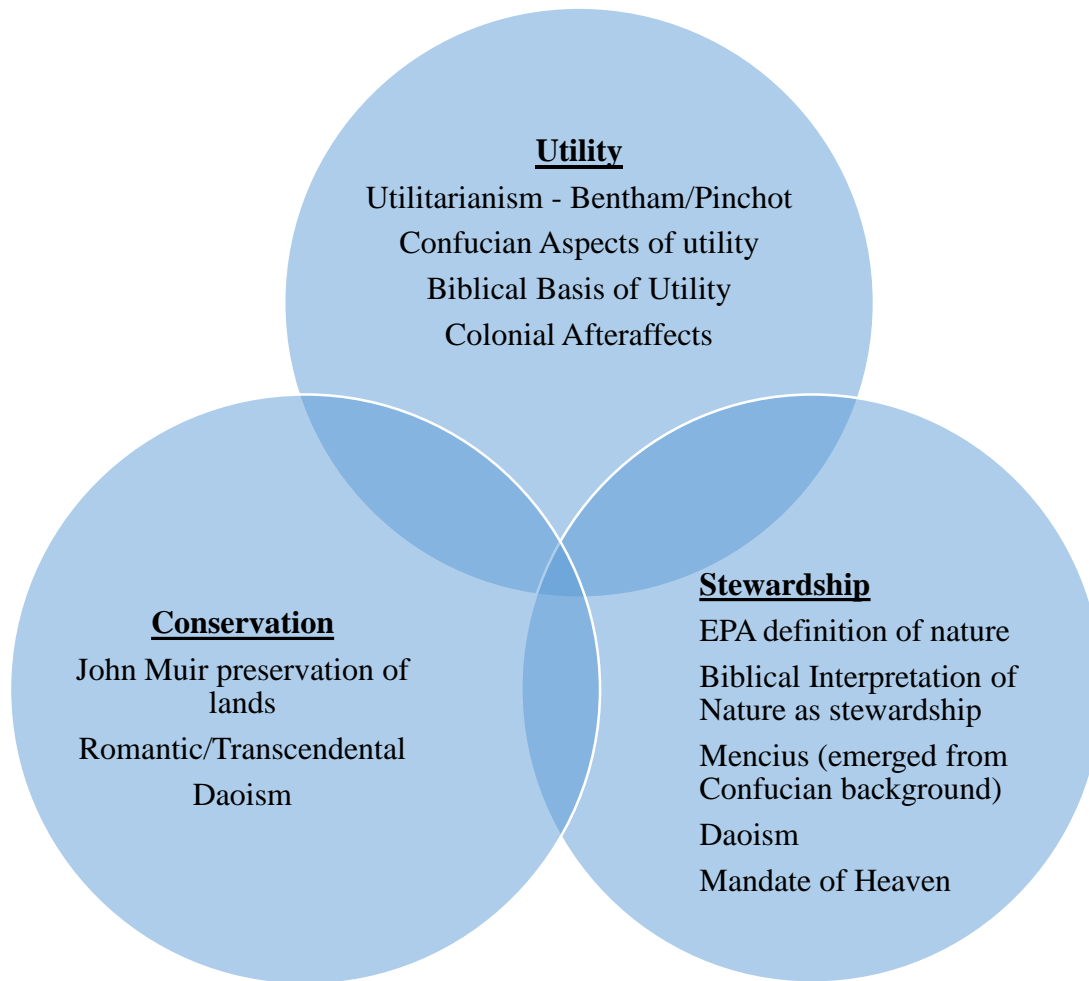 Utility
Utilitarianism - Bentham/Pinchot
Confucian Aspects of utility
Biblical Basis of Utility
Colonial Afteraffects
Conservation
John Muir preservation of
lands
Romantic/Transcendental
Daoism
Stewardship
EPA definition of nature
Biblical Interpretation of
Nature as stewardship
Mencius (emerged from
Confucian background)
Daoism
Mandate of Heaven